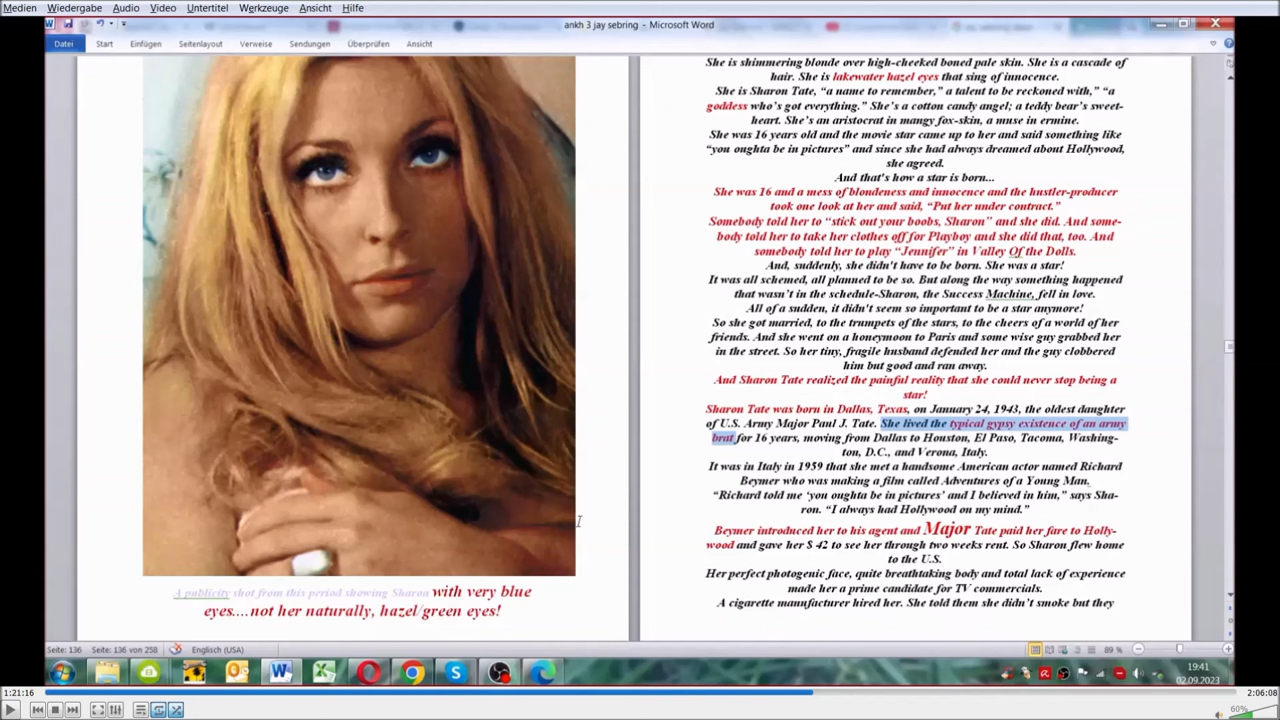 Medien Wiedergabe Audio Video Untertitel Werkzeuge Ansicht Hilfe
ankh 3 jay sebring - Microsoft Word
Datei Start Einfügen Seitenlayout Verweise Sendungen Überprüfen Ansicht
A publicity shot from this period showing Sharon with very blue
eyes....not her naturally, hazel/green eyes!
She is shimmering blonde over high-cheeked boned pale skin. She is a cascade of
hair. She is lakewater hazel eyes that sing of innocence.
She is Sharon Tate, “a name to remember,” a talent to be reckoned with,” “a
goddess who’s got everything.” She’s a cotton candy angel; a teddy bear’s sweet-
heart. She’s an aristocrat in mangy fox-skin, a muse in ermine.
She was 16 years old and the movie star came up to her and said something like
“you oughta be in pictures” and since she had always dreamed about Hollywood,
she agreed.
And that's how a star is born...
She was 16 and a mess of blondeness and innocence and the hustler-producer
took one look at her and said, “Put her under contract.”
Somebody told her to “stick out your boobs, Sharon” and she did. And some-
body told her to take her clothes off for Playboy and she did that, too. And
somebody told her to play “Jennifer” in Valley Of the Dolls.
And, suddenly, she didn't have to be born. She was a star!
It was all schemed, all planned to be so. But along the way something happened
that wasn’t in the schedule-Sharon, the Success Machine, fell in love.
All of a sudden, it didn't seem so important to be a star anymore!
So she got married, to the trumpets of the stars, to the cheers of a world of her
friends. And she went on a honeymoon to Paris and some wise guy grabbed her
in the street. So her tiny, fragile husband defended her and the guy clobbered
him but good and ran away.
And Sharon Tate realized the painful reality that she could never stop being a
star!
Sharon Tate was born in Dallas, Texas, on January 24, 1943, the oldest daughter
of U.S. Army Major Paul J. Tate. She lived the typical gypsy existence of an army
brat for 16 years, moving from Dallas to Houston, El Paso, Tacoma, Washing-
ton, D.C., and Verona, Italy.
It was in Italy in 1959 that she met a handsome American actor named Richard
Beymer who was making a film called Adventures of a Young Man.
“Richard told me ‘you oughta be in pictures’ and I believed in him,” says Sha-
ron. “I always had Hollywood on my mind.”
Beymer introduced her to his agent and Major Tate paid her fare to Holly-
wood and gave her $ 42 to see her through two weeks rent. So Sharon flew home
to the U.S.
Her perfect photogenic face, quite breathtaking body and total lack of experience
made her a prime candidate for TV commercials.
A cigarette manufacturer hired her. She told them she didn’t smoke but they
Seite: 136 Seite: 136 von 258 Englisch (USA) 89 %
19:41
02.09.2023
1:21:16 2:06:08
60%